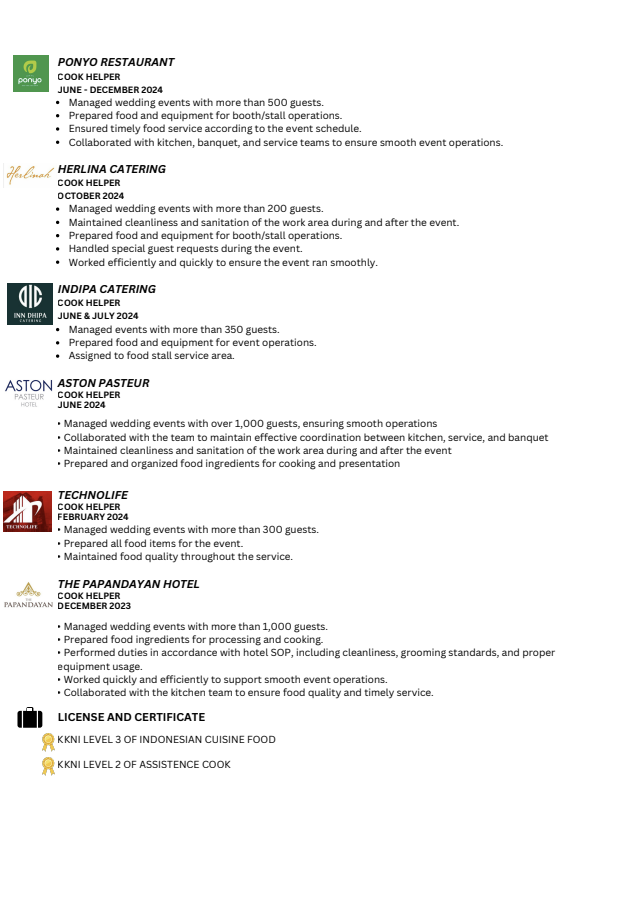 ponyo
PONYO RESTAURANT
COOK HELPER
JUNE - DECEMBER 2024
• Managed wedding events with more than 500 guests.
• Prepared food and equipment for booth/stall operations.
• Ensured timely food service according to the event schedule.
• Collaborated with kitchen, banquet, and service teams to ensure smooth event operations.
Herlinah
HERLINA CATERING
COOK HELPER
OCTOBER 2024
• Managed wedding events with more than 200 guests.
• Maintained cleanliness and sanitation of the work area during and after the event.
• Prepared food and equipment for booth/stall operations.
• Handled special guest requests during the event.
• Worked efficiently and quickly to ensure the event ran smoothly.
INN DHIPA
CATERING
INDIPA CATERING
COOK HELPER
JUNE & JULY 2024
• Managed events with more than 350 guests.
• Prepared food and equipment for event operations.
• Assigned to food stall service area.
ASTON
PASTEUR
HOTEL
ASTON PASTEUR
COOK HELPER
JUNE 2024
• Managed wedding events with over 1,000 guests, ensuring smooth operations
• Collaborated with the team to maintain effective coordination between kitchen, service, and banquet
• Maintained cleanliness and sanitation of the work area during and after the event
• Prepared and organized food ingredients for cooking and presentation
TECHNOLIFE
TECHNOLIFE
COOK HELPER
FEBRUARY 2024
• Managed wedding events with more than 300 guests.
• Prepared all food items for the event.
• Maintained food quality throughout the service.
THE
PAPANDAYAN
THE PAPANDAYAN HOTEL
COOK HELPER
DECEMBER 2023
• Managed wedding events with more than 1,000 guests.
• Prepared food ingredients for processing and cooking.
• Performed duties in accordance with hotel SOP, including cleanliness, grooming standards, and proper
equipment usage.
• Worked quickly and efficiently to support smooth event operations.
• Collaborated with the kitchen team to ensure food quality and timely service.
LICENSE AND CERTIFICATE
KKNI LEVEL 3 OF INDONESIAN CUISINE FOOD
KKNI LEVEL 2 OF ASSISTENCE COOK